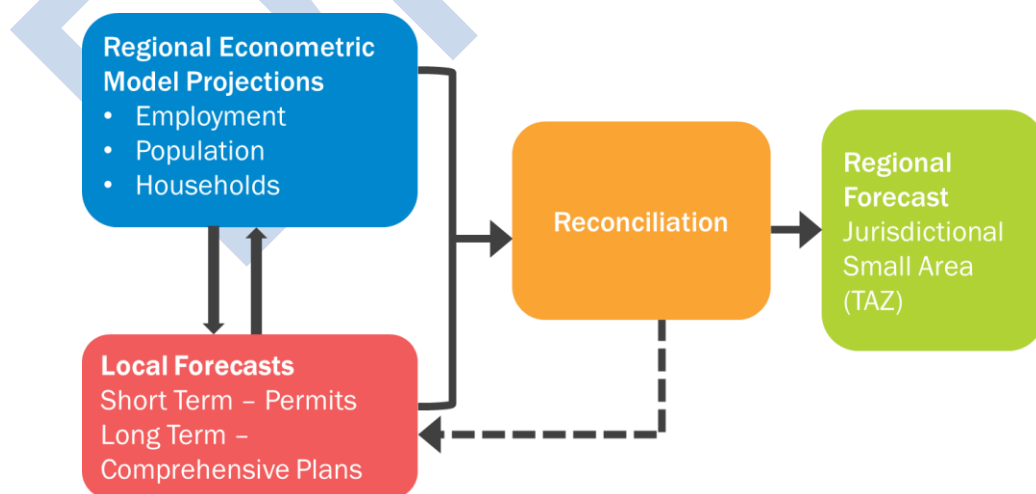 Regional Econometric
Model Projections
• Employment
• Population
• Households
Local Forecasts
Short Term – Permits
Long Term –
Comprehensive Plans
Reconciliation
Regional
Forecast
Jurisdictional
Small Area
(TAZ)